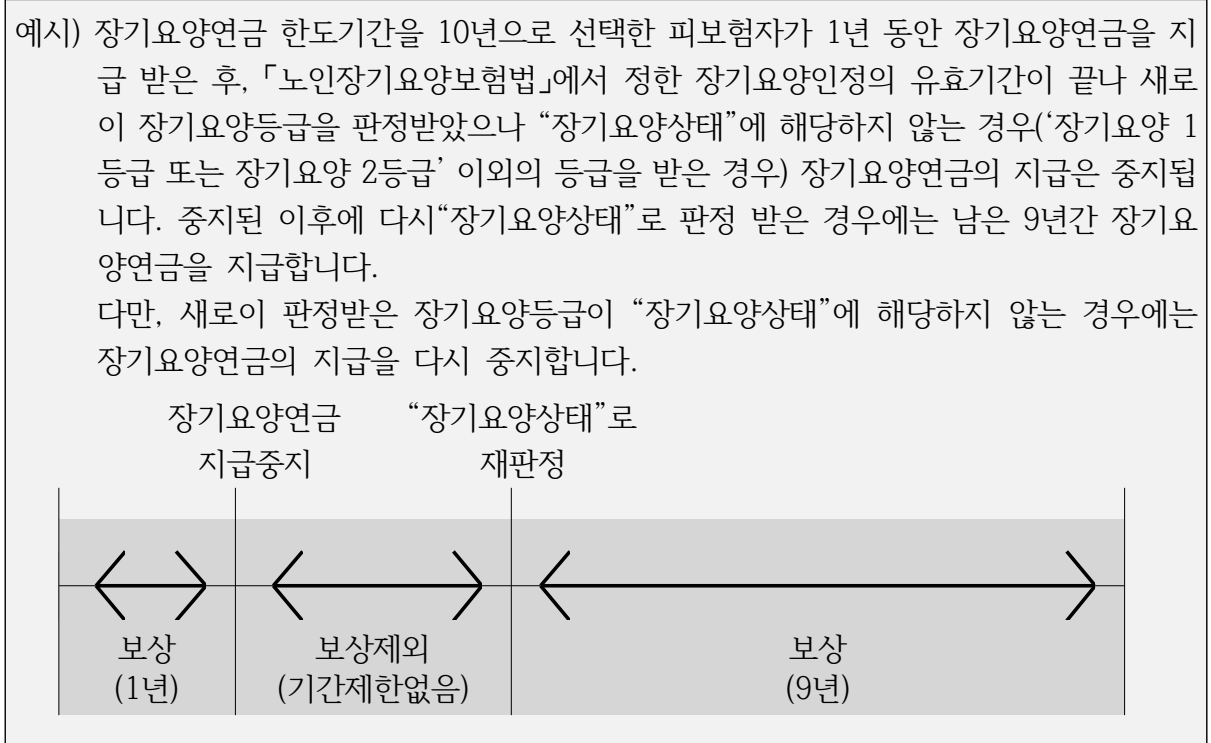 예시) 장기요양연금 한도기간을 10년으로 선택한 피보험자가 1년 동안 장기요양연금을 지
급 받은 후, 「노인장기요양보험법」에서 정한 장기요양인정의 유효기간이 끝나 새로
이 장기요양등급을 판정받았으나 “장기요양상태”에 해당하지 않는 경우(‘장기요양 1
등급 또는 장기요양 2등급’ 이외의 등급을 받은 경우) 장기요양연금의 지급은 중지됩
니다. 중지된 이후에 다시“장기요양상태”로 판정 받은 경우에는 남은 9년간 장기요
양연금을 지급합니다.
다만, 새로이 판정받은 장기요양등급이 “장기요양상태”에 해당하지 않는 경우에는
장기요양연금의 지급을 다시 중지합니다.
장기요양연금 “장기요양상태”로
지급중지 재판정
보상 보상제외 보상
(1년) (기간제한없음) (9년)